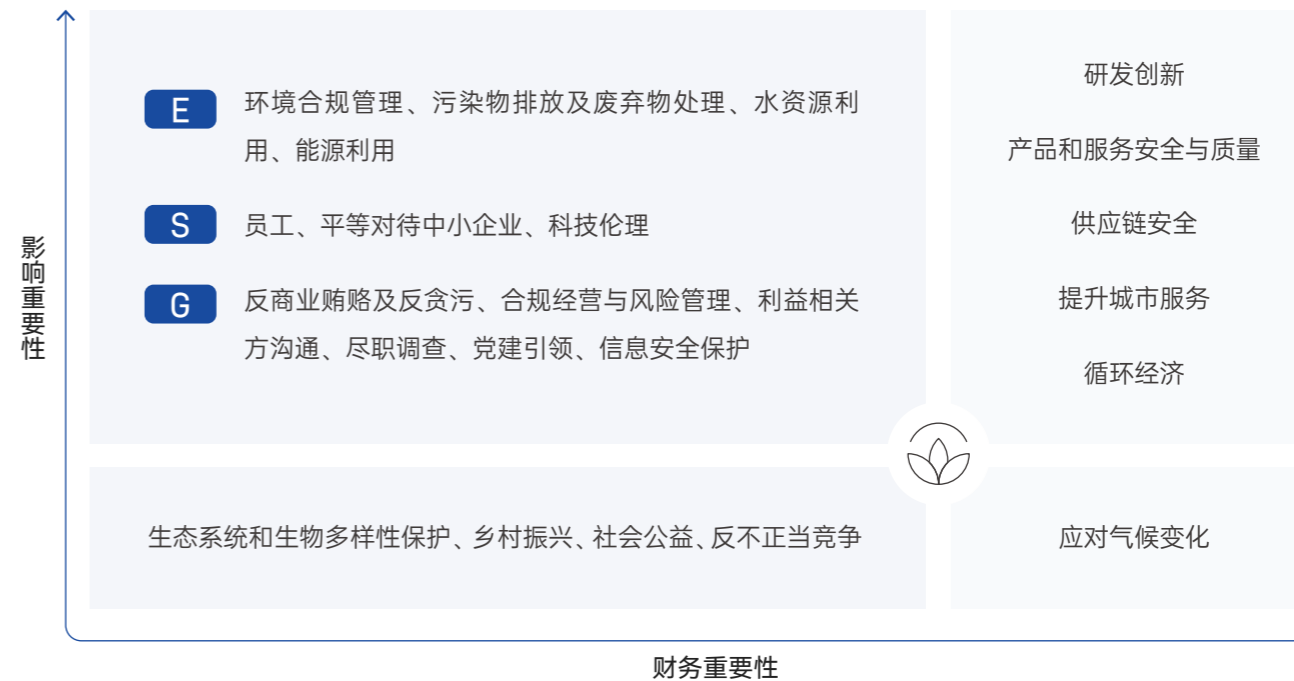 影响重要性
E
环境合规管理、污染物排放及废弃物处理、水资源利
用、能源利用
S
员工、平等对待中小企业、科技伦理
G
反商业贿赂及反贪污、合规经营与风险管理、利益相关
方沟通、尽职调查、党建引领、信息安全保护
研发创新
产品和服务安全与质量
供应链安全
提升城市服务
循环经济
生态系统和生物多样性保护、乡村振兴、社会公益、反不正当竞争
应对气候变化
财务重要性